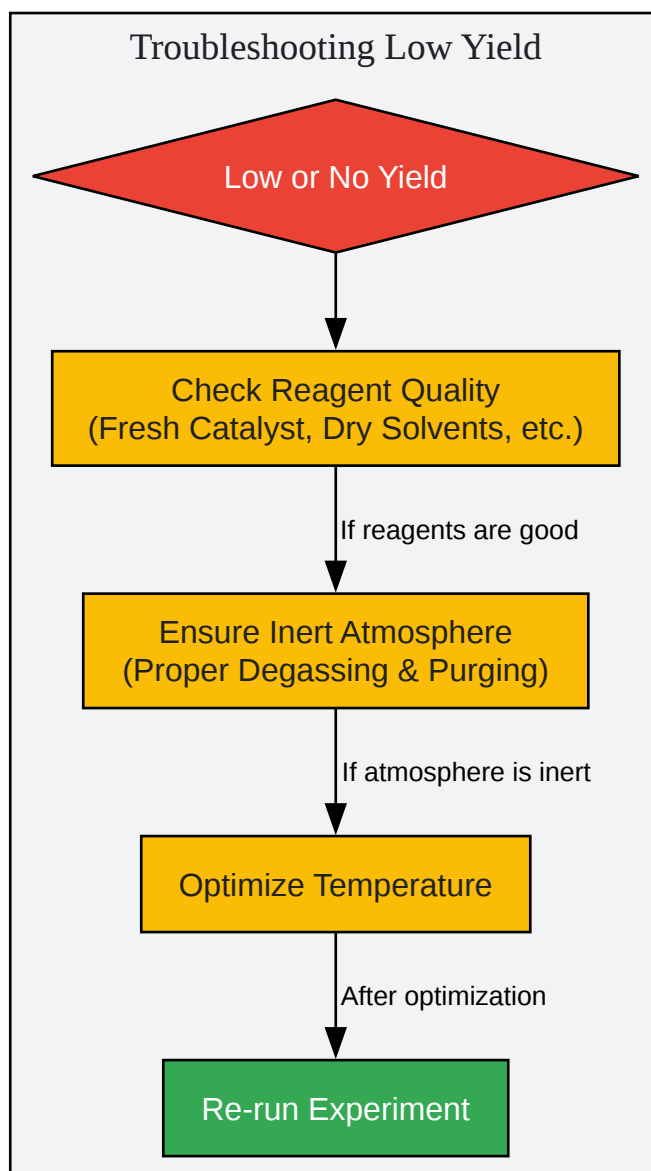 Troubleshooting Low Yield
Low or No Yield
Check Reagent Quality
(Fresh Catalyst, Dry Solvents, etc.)
If reagents are good
Ensure Inert Atmosphere
(Proper Degassing & Purging)
If atmosphere is inert
Optimize Temperature
After optimization
Re-run Experiment